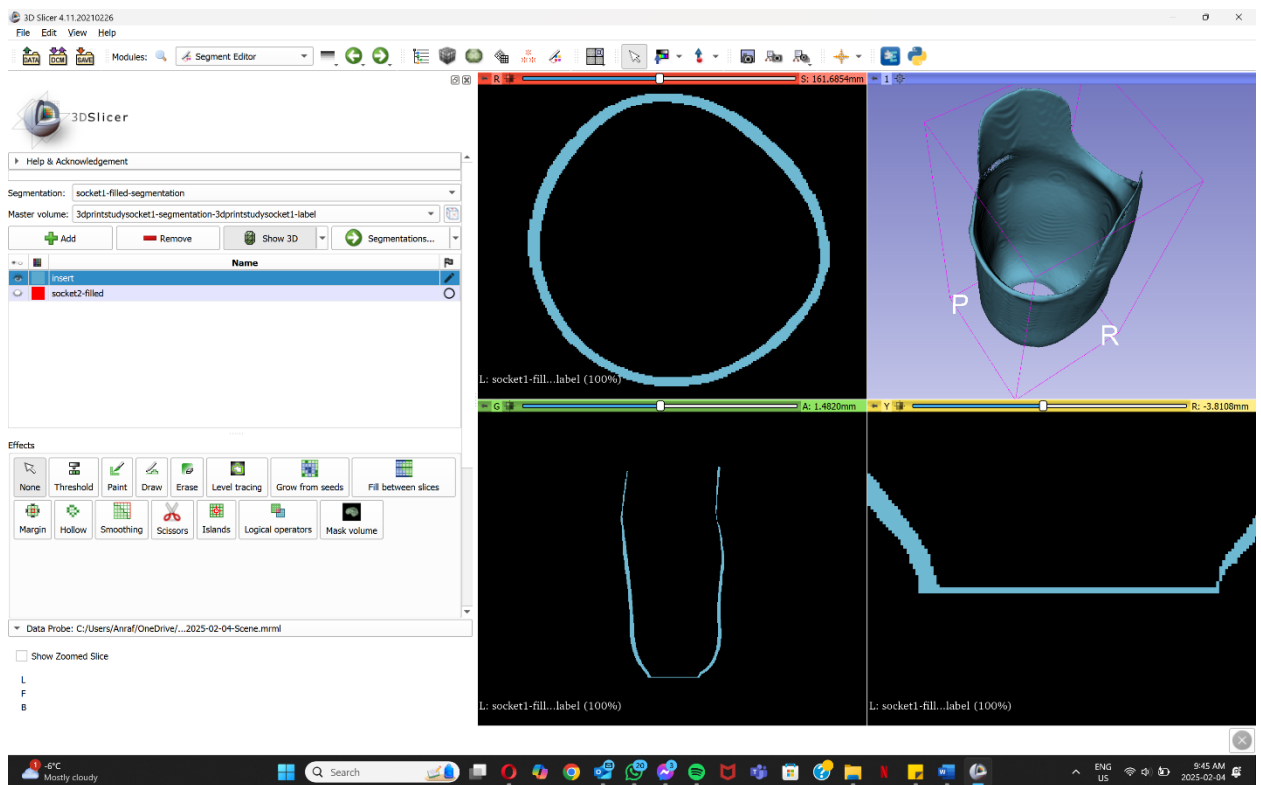 3D Slicer 4.11.20210226
File Edit View Help
DATA DCM SAVE Modules: Segment Editor
R S: 161.6854mm 1
3DSlicer
Help & Acknowledgement
Segmentation: socket1-filled-segmentation
Master volume: 3dprintstudysocket1-segmentation-3dprintstudysocket1-label
Add Remove Show 3D Segmentations...
Name
insert
socket2-filled
P
R
L: socket1-fill...label (100%)
G A: 1.4820mm Y R: -3.8108mm
Effects
None Threshold Paint Draw Erase Level tracing Grow from seeds Fill between slices
Margin Hollow Smoothing Scissors Islands Logical operators Mask volume
Data Probe: C:/Users/Anraf/OneDrive/...2025-02-04-Scene.mrml
Show Zoomed Slice
L
F
B
L: socket1-fill...label (100%)
L: socket1-fill...label (100%)
1 -6°C
Mostly cloudy
Search
20
3
ENG
US
9:45 AM
2025-02-04